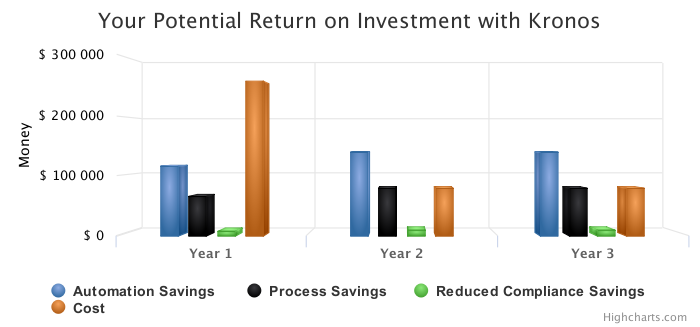 Your Potential Return on Investment with Kronos
$ 300 000
$ 200 000
$ 100 000
$ 0
Money
Year 1 Year 2 Year 3
Automation Savings Process Savings Reduced Compliance Savings
Cost
Highcharts.com